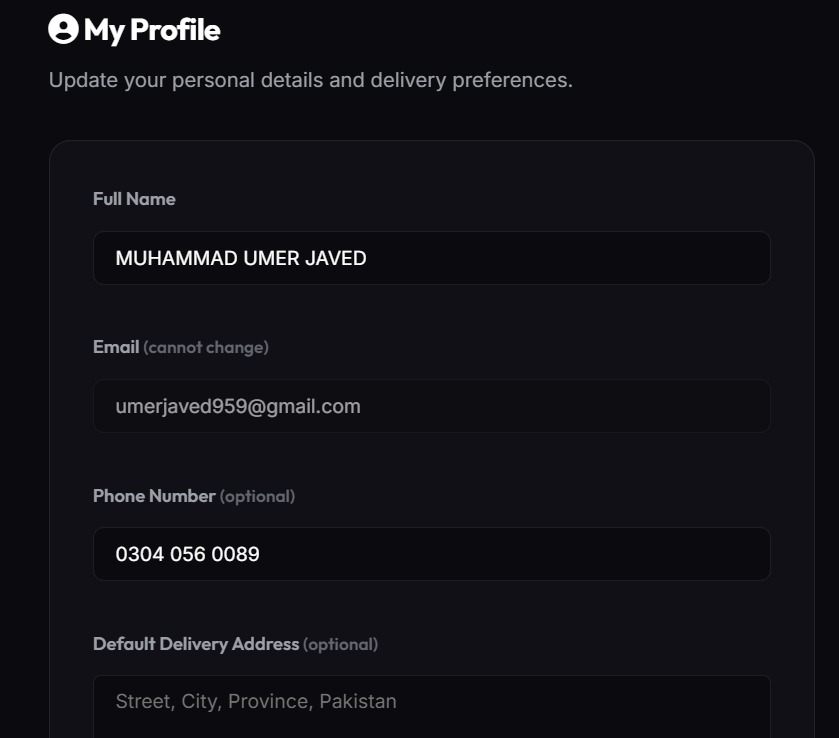 My Profile
Update your personal details and delivery preferences.
Full Name
MUHAMMAD UMER JAVED
Email (cannot change)
umerjaved959@gmail.com
Phone Number (optional)
0304 056 0089
Default Delivery Address (optional)
Street, City, Province, Pakistan